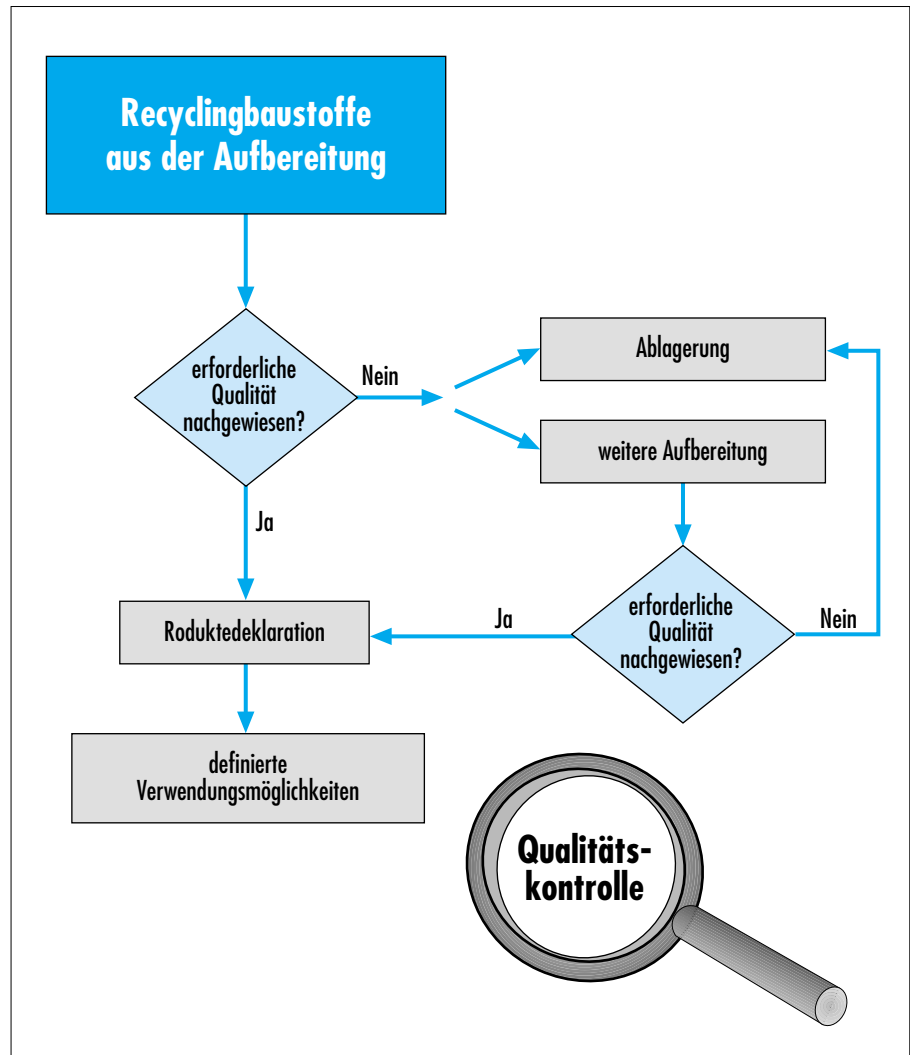 Recyclingbaustoffe
aus der Aufbereitung
erforderliche
Qualität
nachgewiesen?
Nein
Ablagerung
weitere Aufbereitung
Ja
Roduktedeklaration
Ja
erforderliche
Qualität
nachgewiesen?
Nein
definierte
Verwendungsmöglichkeiten
Qualitäts-
kontrolle